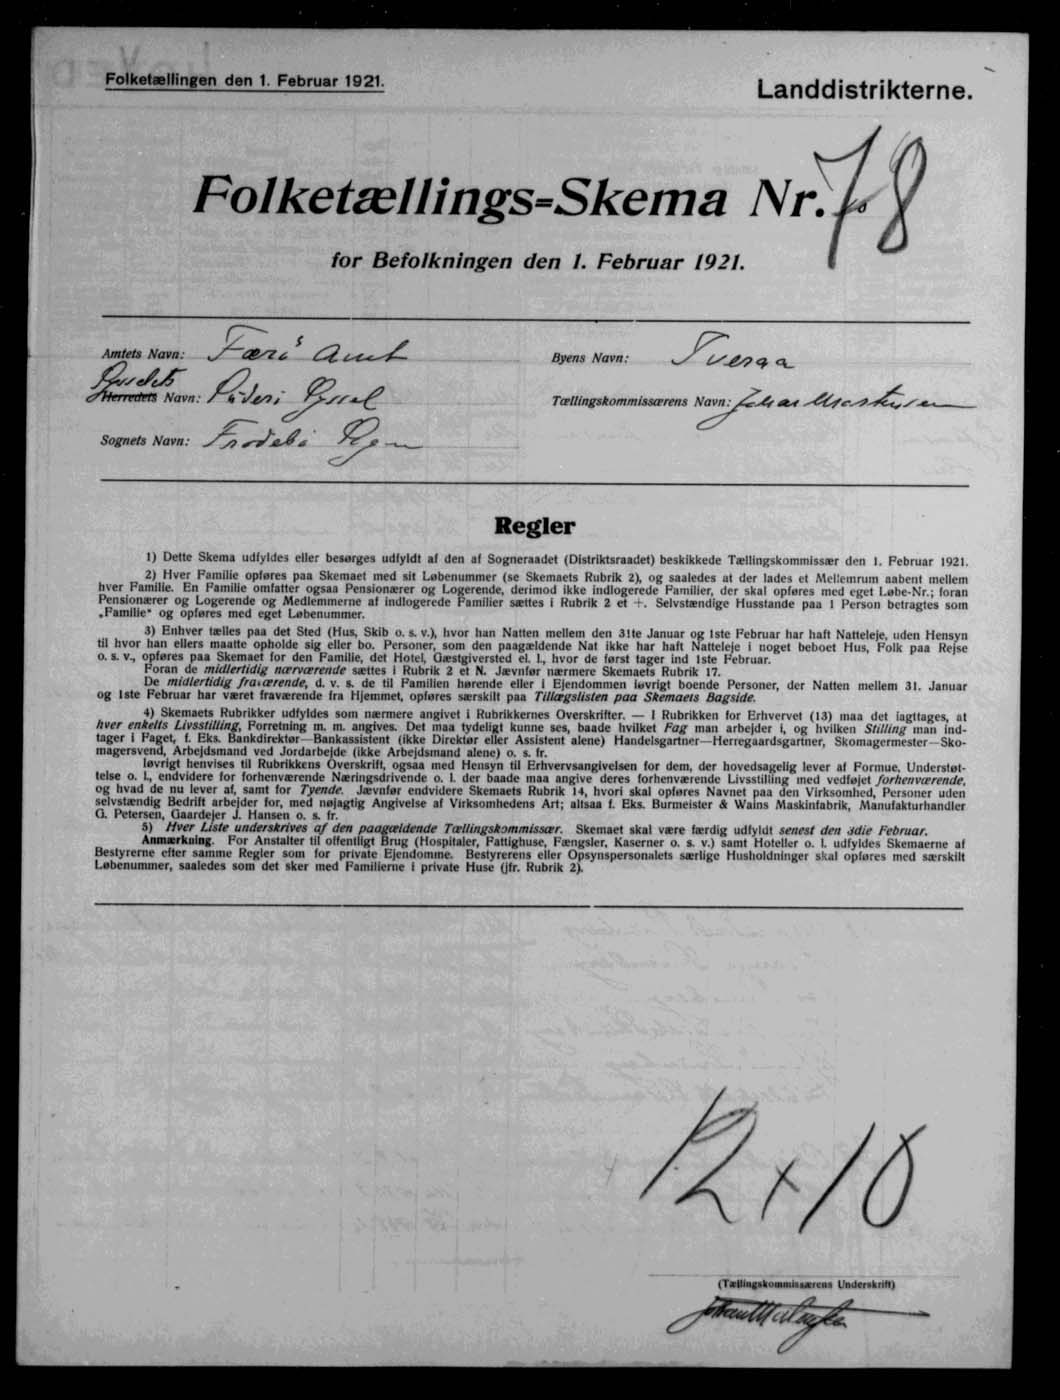 Folketællingen den 1. Februar 1921.
Landdistrikterne.
Folketællings=Skema Nr. 78
for Befolkningen den 1. Februar 1921.
Amtets Navn: Færø Amt
Byens Navn: Tveraa
Sysselets
Herredets Navn: Süderø Syssel
Tællingskommissærens Navn: Johan Mortensen
Sognets Navn: Frodebø Sogn
Regler
1) Dette Skema udfyldes eller besørges udfyldt af den af Sogneraadet (Distriktsraadet) beskikkede Tællingskommissær den 1. Februar 1921.
2) Hver Familie opføres paa Skemaet med sit Løbenummer (se Skemaets Rubrik 2), og saaledes at der lades et Mellemrum aabent mellem
hver Familie. En Familie omfatter ogsaa Pensionærer og Logerende, derimod ikke indlogerede Familier, der skal opføres med eget Løbe-Nr.; foran
Pensionærer og Logerende og Medlemmerne af indlogerede Familier sættes i Rubrik 2 et +. Selvstændige Husstande paa 1 Person betragtes som
„Familie" og opføres med eget Løbenummer.
3) Enhver tælles paa det Sted (Hus, Skib o. s. v.), hvor han Natten mellem den 31te Januar og 1ste Februar har haft Natteleje, uden Hensyn
til hvor han ellers maatte opholde sig eller bo. Personer, som den paagældende Nat ikke har haft Natteleje i noget beboet Hus, Folk paa Rejse
o. s. v., opføres paa Skemaet for den Familie, det Hotel, Gæstgiversted el. l., hvor de først tager ind 1ste Februar.
Foran de midlertidig nærværende sættes i Rubrik 2 et N. Jævnfør nærmere Skemaets Rubrik 17.
De midlertidig fraværende, d. v. s. de til Familien hørende eller i Ejendommen iøvrigt boende Personer, der Natten mellem 31. Januar
og 1ste Februar har været fraværende fra Hjemmet, opføres særskilt paa Tillægslisten paa Skemaets Bagside.
4) Skemaets Rubrikker udfyldes som nærmere angivet i Rubrikkernes Overskrifter. — I Rubrikken for Erhvervet (13) maa det iagttages, at
hver enkelts Livsstilling, Forretning m. m. angives. Det maa tydeligt kunne ses, baade hvilket Fag man arbejder i, og hvilken Stilling man ind-
tager i Faget, f. Eks. Bankdirektør—Bankassistent (ikke Direktør eller Assistent alene) Handelsgartner—Herregaardsgartner, Skomagermester—Sko-
magersvend, Arbejdsmand ved Jordarbejde (ikke Arbejdsmand alene) o. s. fr.
Iøvrigt henvises til Rubrikkens Overskrift, ogsaa med Hensyn til Erhvervsangivelsen for dem, der hovedsagelig lever af Formue, Understøt-
telse o. l., endvidere for forhenværende Næringsdrivende o. l. der baade maa angive deres forhenværende Livsstilling med vedføjet forhenværende,
og hvad de nu lever af, samt for Tyende. Jævnfør endvidere Skemaets Rubrik 14, hvori skal opføres Navnet paa den Virksomhed, Personer uden
selvstændig Bedrift arbejder for, med nøjagtig Angivelse af Virksomhedens Art; altsaa f. Eks. Burmeister & Wains Maskinfabrik, Manufakturhandler
G. Petersen, Gaardejer J. Hansen o. s. fr.
5) Hver Liste underskrives af den paagældende Tællingskommissær. Skemaet skal være færdig udfyldt senest den 3die Februar.
Anmærkning. For Anstalter til offentligt Brug (Hospitaler, Fattighuse, Fængsler, Kaserner o. s. v.) samt Hoteller o. l. udfyldes Skemaerne af
Bestyrerne efter samme Regler som for private Ejendomme. Bestyrerens eller Opsynspersonalets særlige Husholdninger skal opføres med særskilt
Løbenummer, saaledes som det sker med Familierne i private Huse (jfr. Rubrik 2).
12 + 10
(Tællingskommissærens Underskrift)
Johan Mortensen